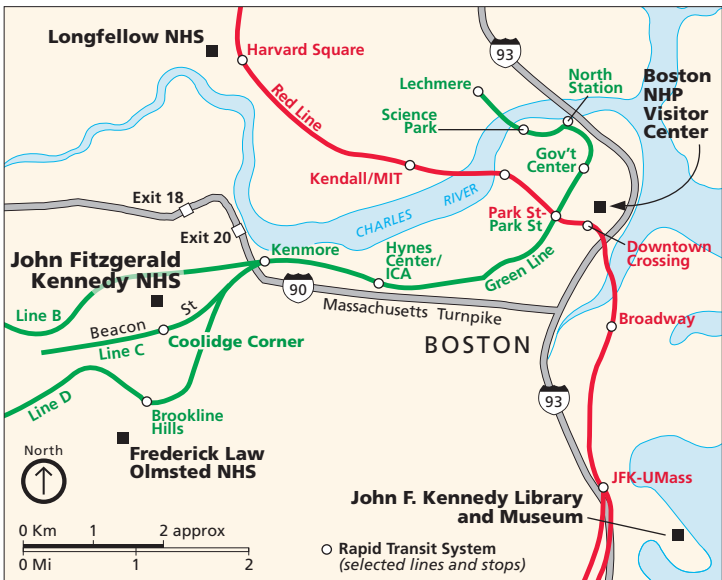 Longfellow NHS
Harvard Square
Red Line
93
Lechmere
North
Station
Boston
NHP
Visitor
Center
Science
Park
Gov't
Center
Kendall/MIT
CHARLES RIVER
Exit 18
Exit 20
Park St-
Park St
Downtown
Crossing
John Fitzgerald
Kennedy NHS
Kenmore
Hynes
Center/
ICA
Green Line
90
Massachusetts Turnpike
Line B
Beacon St
Line C
Coolidge Corner
BOSTON
Broadway
Line D
Brookline
Hills
93
North
Frederick Law
Olmsted NHS
JFK-UMass
John F. Kennedy Library
and Museum
0 Km 1 2 approx
0 Mi 1 2
Rapid Transit System
(selected lines and stops)